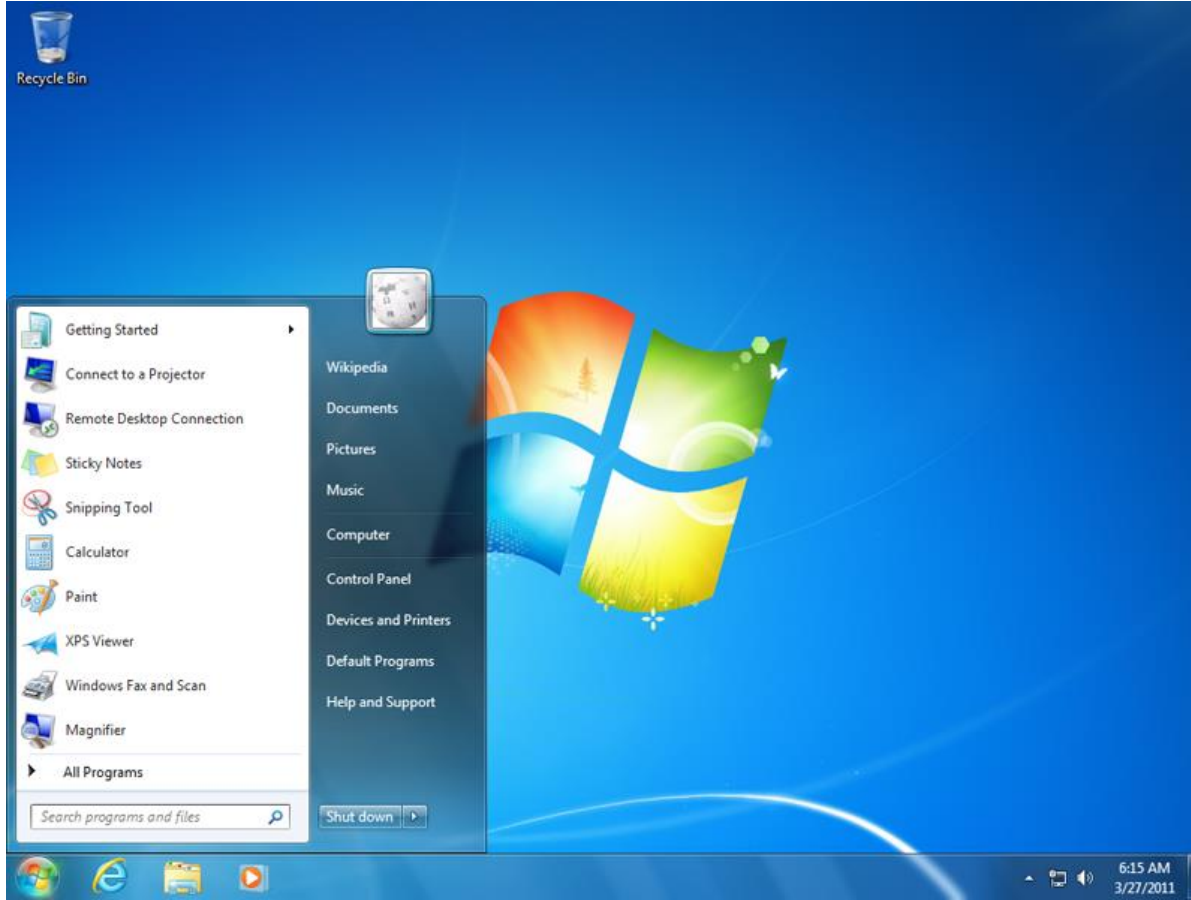 Recycle Bin
Getting Started
Connect to a Projector
Remote Desktop Connection
Sticky Notes
Snipping Tool
Calculator
Paint
XPS Viewer
Windows Fax and Scan
Magnifier
All Programs
Search programs and files
Wikipedia
Documents
Pictures
Music
Computer
Control Panel
Devices and Printers
Default Programs
Help and Support
Shut down
6:15 AM
3/27/2011